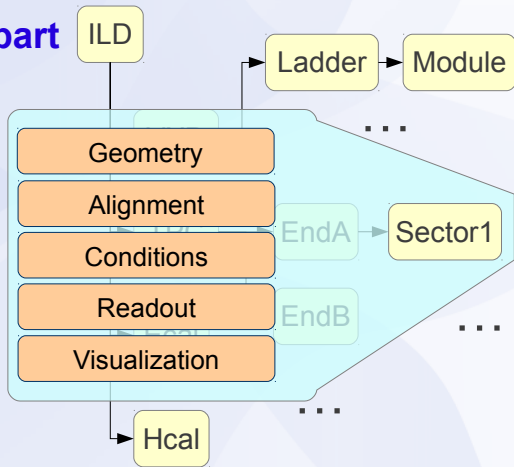 part
ILD
Ladder
Module
...
Geometry
Alignment
Conditions
Readout
Visualization
EndA
Sector1
EndB
...
...
Hcal